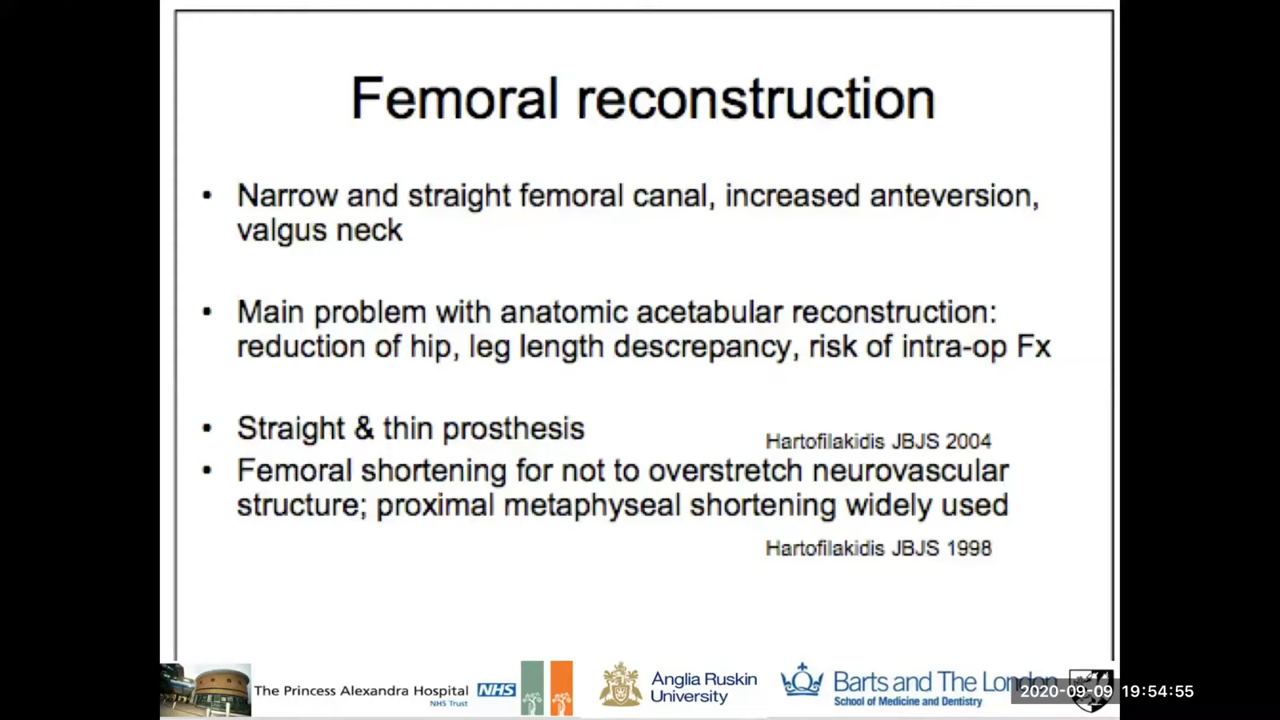 Femoral reconstruction
• Narrow and straight femoral canal, increased anteversion,
valgus neck
• Main problem with anatomic acetabular reconstruction:
reduction of hip, leg length descrepancy, risk of intra-op Fx
• Straight & thin prosthesis
Hartofilakidis JBJS 2004
• Femoral shortening for not to overstretch neurovascular
structure; proximal metaphyseal shortening widely used
Hartofilakidis JBJS 1998
The Princess Alexandra Hospital NHS
NHS Trust
Anglia Ruskin
University
Barts and The London
School of Medicine and Dentistry
2020-09-09 19:54:55